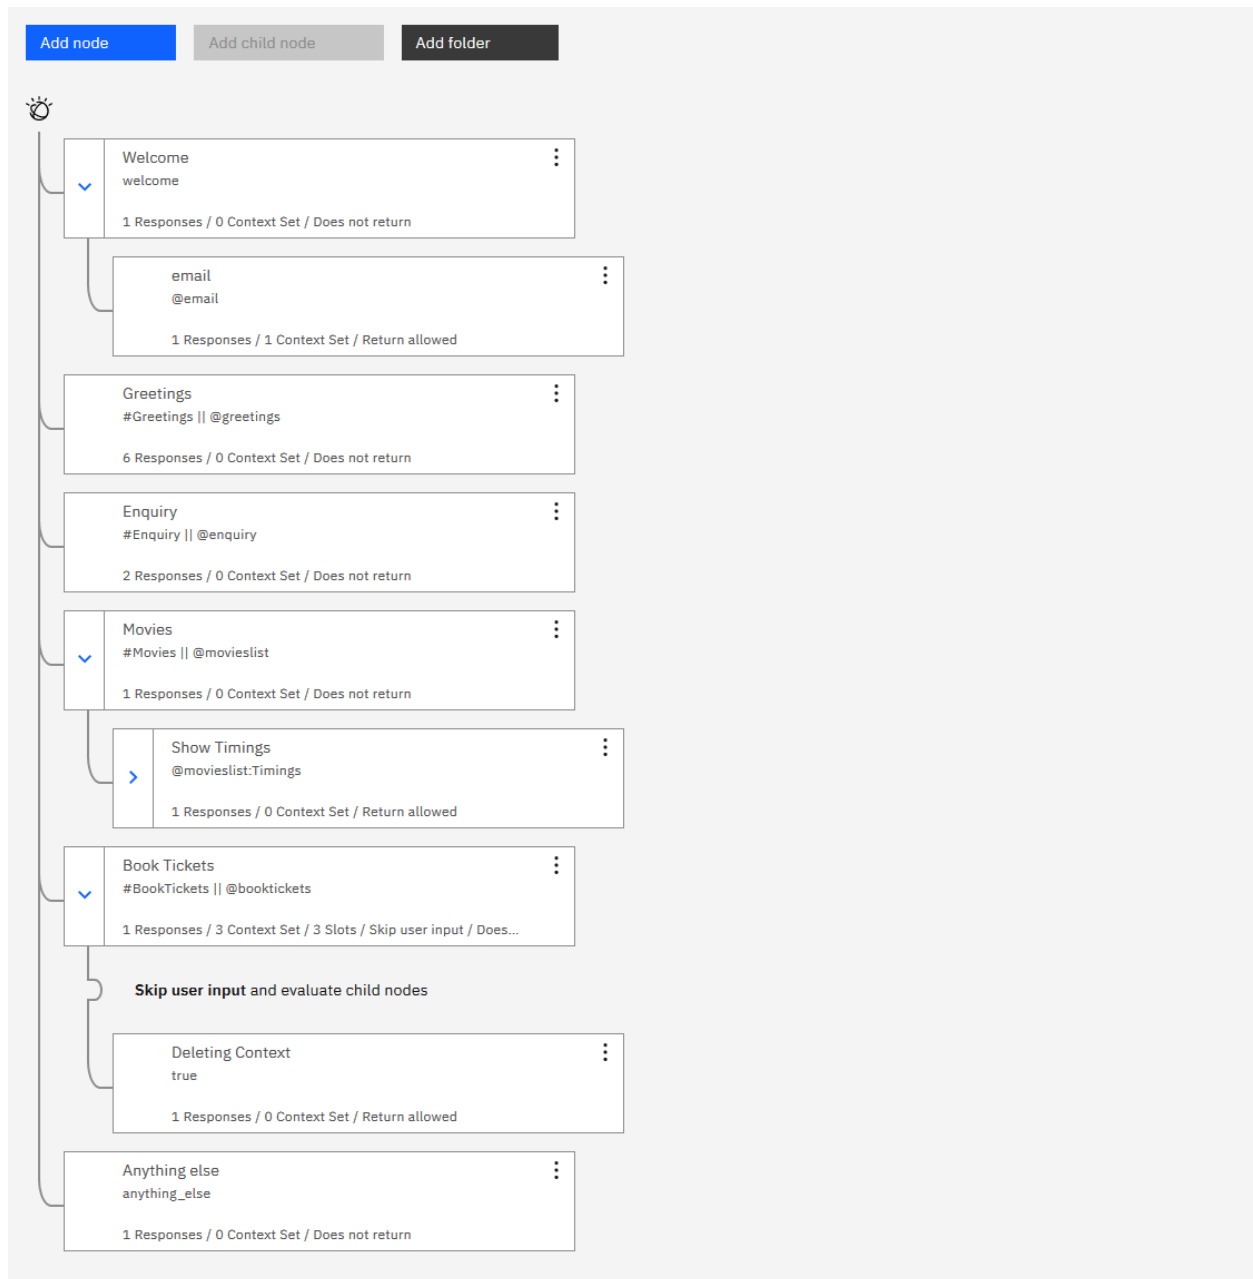 Add node
Add child node
Add folder
Welcome
welcome
1 Responses / 0 Context Set / Does not return
email
@email
1 Responses / 1 Context Set / Return allowed
Greetings
#Greetings || @greetings
6 Responses / 0 Context Set / Does not return
Enquiry
#Enquiry || @enquiry
2 Responses / 0 Context Set / Does not return
Movies
#Movies || @movieslist
1 Responses / 0 Context Set / Does not return
Show Timings
@movieslist:Timings
1 Responses / 0 Context Set / Return allowed
Book Tickets
#BookTickets || @booktickets
1 Responses / 3 Context Set / 3 Slots / Skip user input / Does...
Skip user input and evaluate child nodes
Deleting Context
true
1 Responses / 0 Context Set / Return allowed
Anything else
anything_else
1 Responses / 0 Context Set / Does not return